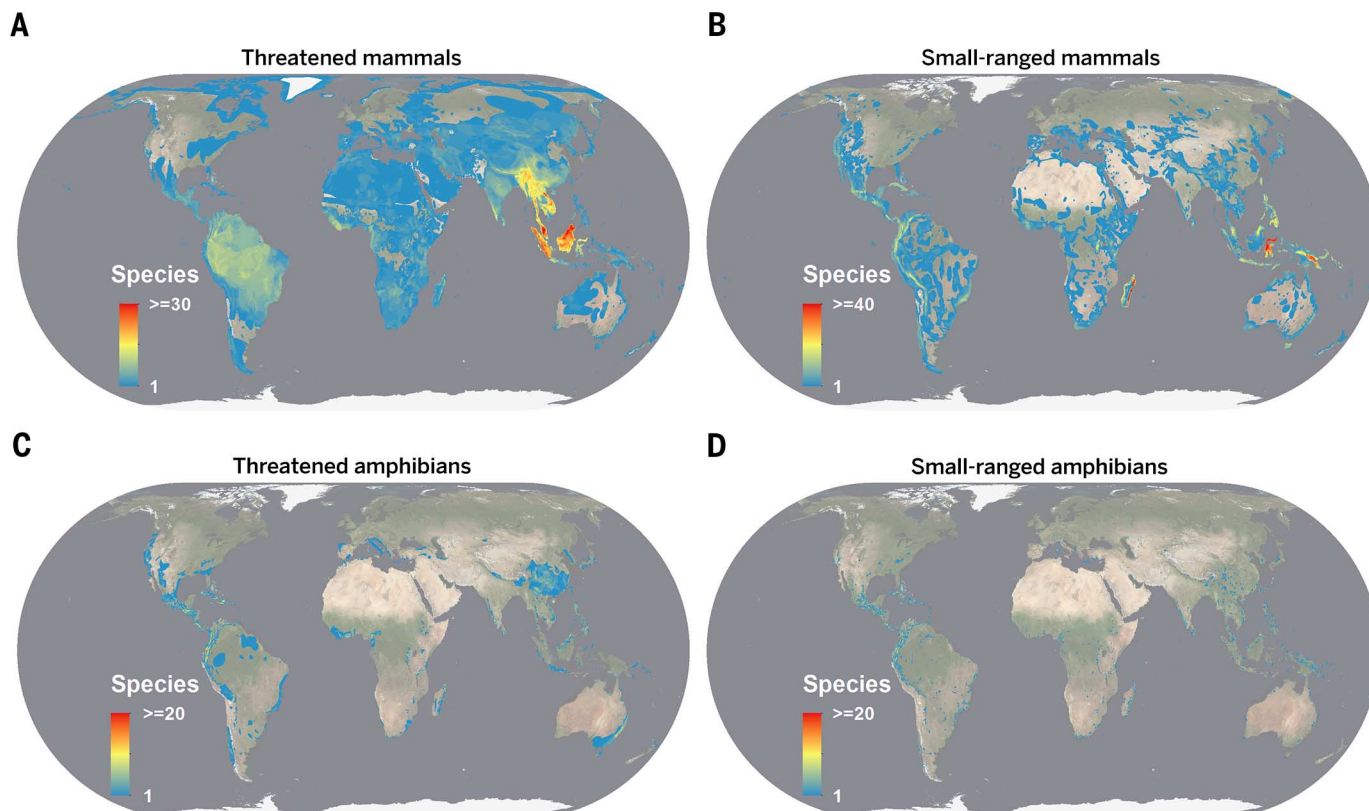 A
Threatened mammals
Species
>=30
1
B
Small-ranged mammals
Species
>=40
1
C
Threatened amphibians
Species
>=20
1
D
Small-ranged amphibians
Species
>=20
1